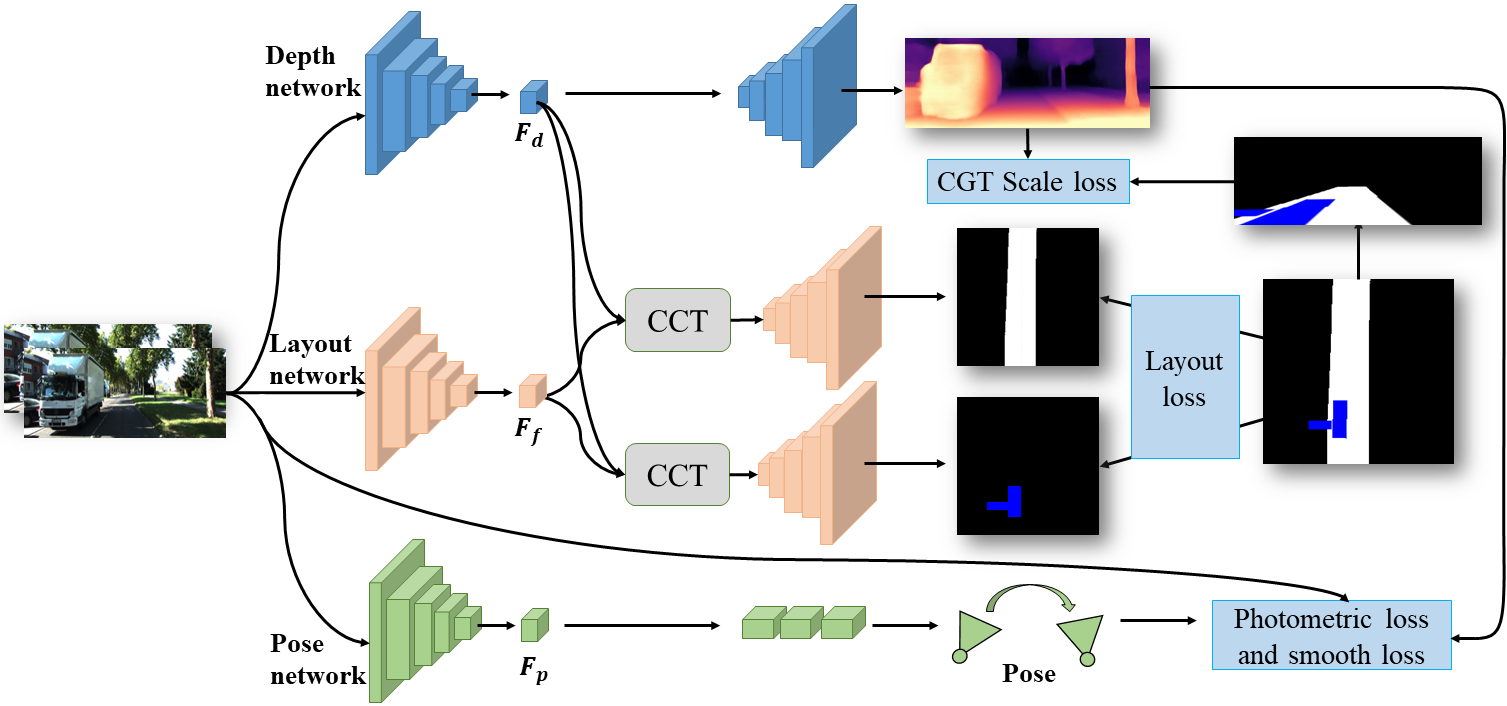 Depth
network
F_d
CGT Scale loss
Layout
network
F_f
CCT
CCT
Layout
loss
Pose
network
F_p
Pose
Photometric loss
and smooth loss